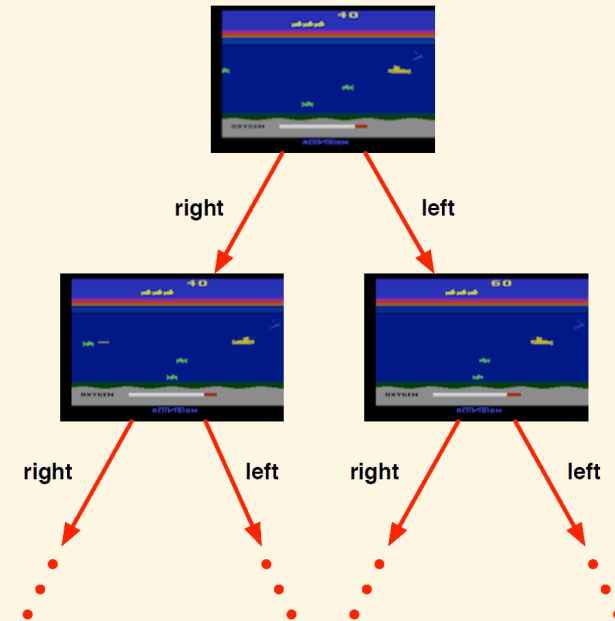 40
OXYGEN
ACTIVISION
right
left
40
60
OXYGEN
OXYGEN
ACTIVISION
ACTIVISION
right
left
right
left